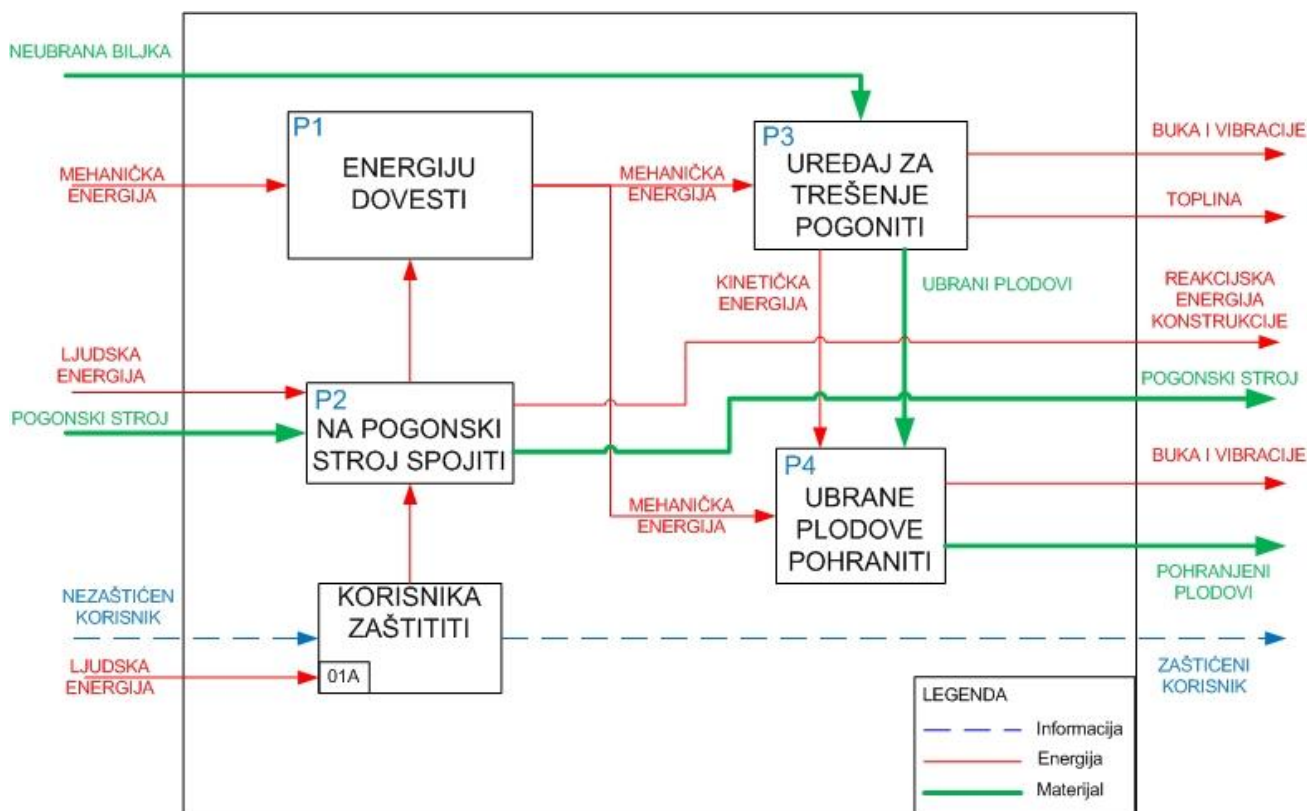 NEUBRANA BILJKA
P1
ENERGIJU
DOVESTI
MEHANIČKA
ENERGIJA
MEHANIČKA
ENERGIJA
P3
UREĐAJ ZA
TREŠENJE
POGONITI
BUKA I VIBRACIJE
TOPLINA
KINETIČKA
ENERGIJA
UBRANI PLODOVI
REAKCIJSKA
ENERGIJA
KONSTRUKCIJE
LJUDSKA
ENERGIJA
POGONSKI STROJ
P2
NA POGONSKI
STROJ SPOJITI
POGONSKI STROJ
MEHANIČKA
ENERGIJA
P4
UBRANE
PLODOVE
POHRANITI
BUKA I VIBRACIJE
POHRANJENI
PLODOVI
NEZAŠTIĆEN
KORISNIK
LJUDSKA
ENERGIJA
KORISNIKA
ZAŠTITITI
01A
ZAŠTIĆENI
KORISNIK
LEGENDA
Informacija
Energija
Materijal